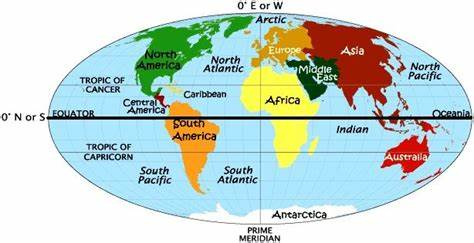 0° E or W
Arctic
North
America
North
Atlantic
Europe
Asia
North
Pacific
Middle
East
TROPIC OF
CANCER
Caribbean
Central
America
Africa
0° N or S
EQUATOR
Oceania
South
America
Indian
TROPIC OF
CAPRICORN
Australia
South
Pacific
South
Atlantic
Antarctica
PRIME
MERIDIAN